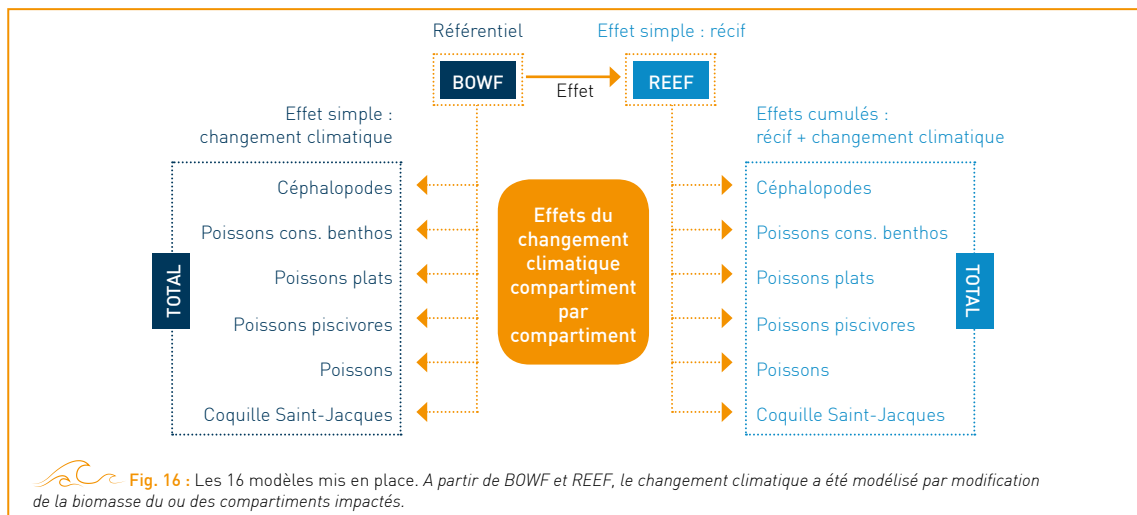 Référentiel
Effet simple : récif
BOWF
Effet
REEF
Effet simple :
changement climatique
Effets cumulés :
récif + changement climatique
TOTAL
Céphalopodes
Poissons cons. benthos
Poissons plats
Poissons piscivores
Poissons
Coquille Saint-Jacques
Effets du
changement
climatique
compartiment
par
compartiment
Céphalopodes
Poissons cons. benthos
Poissons plats
Poissons piscivores
Poissons
Coquille Saint-Jacques
TOTAL
Fig. 16 : Les 16 modèles mis en place. A partir de BOWF et REEF, le changement climatique a été modélisé par modification
de la biomasse du ou des compartiments impactés.